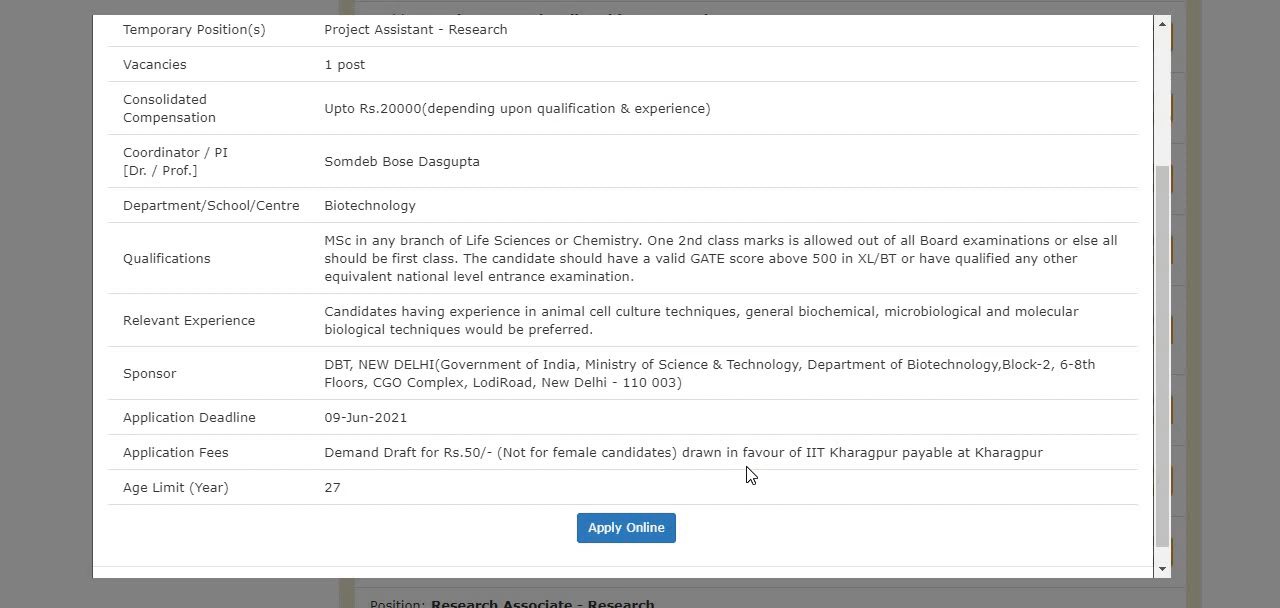 Temporary Position(s) Project Assistant - Research
Vacancies 1 post
Consolidated
Compensation
Upto Rs.20000(depending upon qualification & experience)
Coordinator / PI
[Dr. / Prof.]
Somdeb Bose Dasgupta
Department/School/Centre Biotechnology
Qualifications
MSc in any branch of Life Sciences or Chemistry. One 2nd class marks is allowed out of all Board examinations or else all
should be first class. The candidate should have a valid GATE score above 500 in XL/BT or have qualified any other
equivalent national level entrance examination.
Relevant Experience
Candidates having experience in animal cell culture techniques, general biochemical, microbiological and molecular
biological techniques would be preferred.
Sponsor
DBT, NEW DELHI(Government of India, Ministry of Science & Technology, Department of Biotechnology,Block-2, 6-8th
Floors, CGO Complex, LodiRoad, New Delhi - 110 003)
Application Deadline 09-Jun-2021
Application Fees Demand Draft for Rs.50/- (Not for female candidates) drawn in favour of IIT Kharagpur payable at Kharagpur
Age Limit (Year) 27
Apply Online
Position: Research Associate - Research